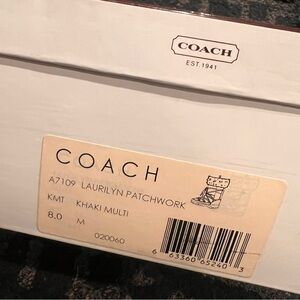 COACH
EST. 1941
COACH
A7109 LAURILYN PATCHWORK
KMT KHAKI MULTI
8.0 M
020060
6 63360 65240 3